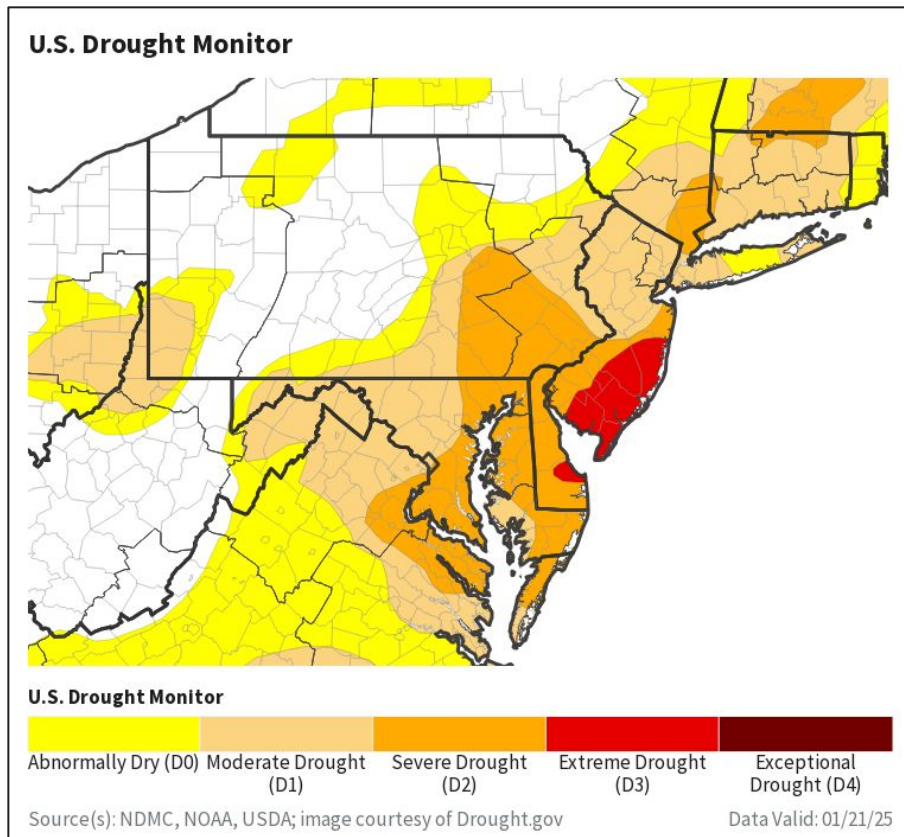 U.S. Drought Monitor
U.S. Drought Monitor
Abnormally Dry (D0)
Moderate Drought
(D1)
Severe Drought
(D2)
Extreme Drought
(D3)
Exceptional
Drought (D4)
Source(s): NDMC, NOAA, USDA; image courtesy of Drought.gov
Data Valid: 01/21/25